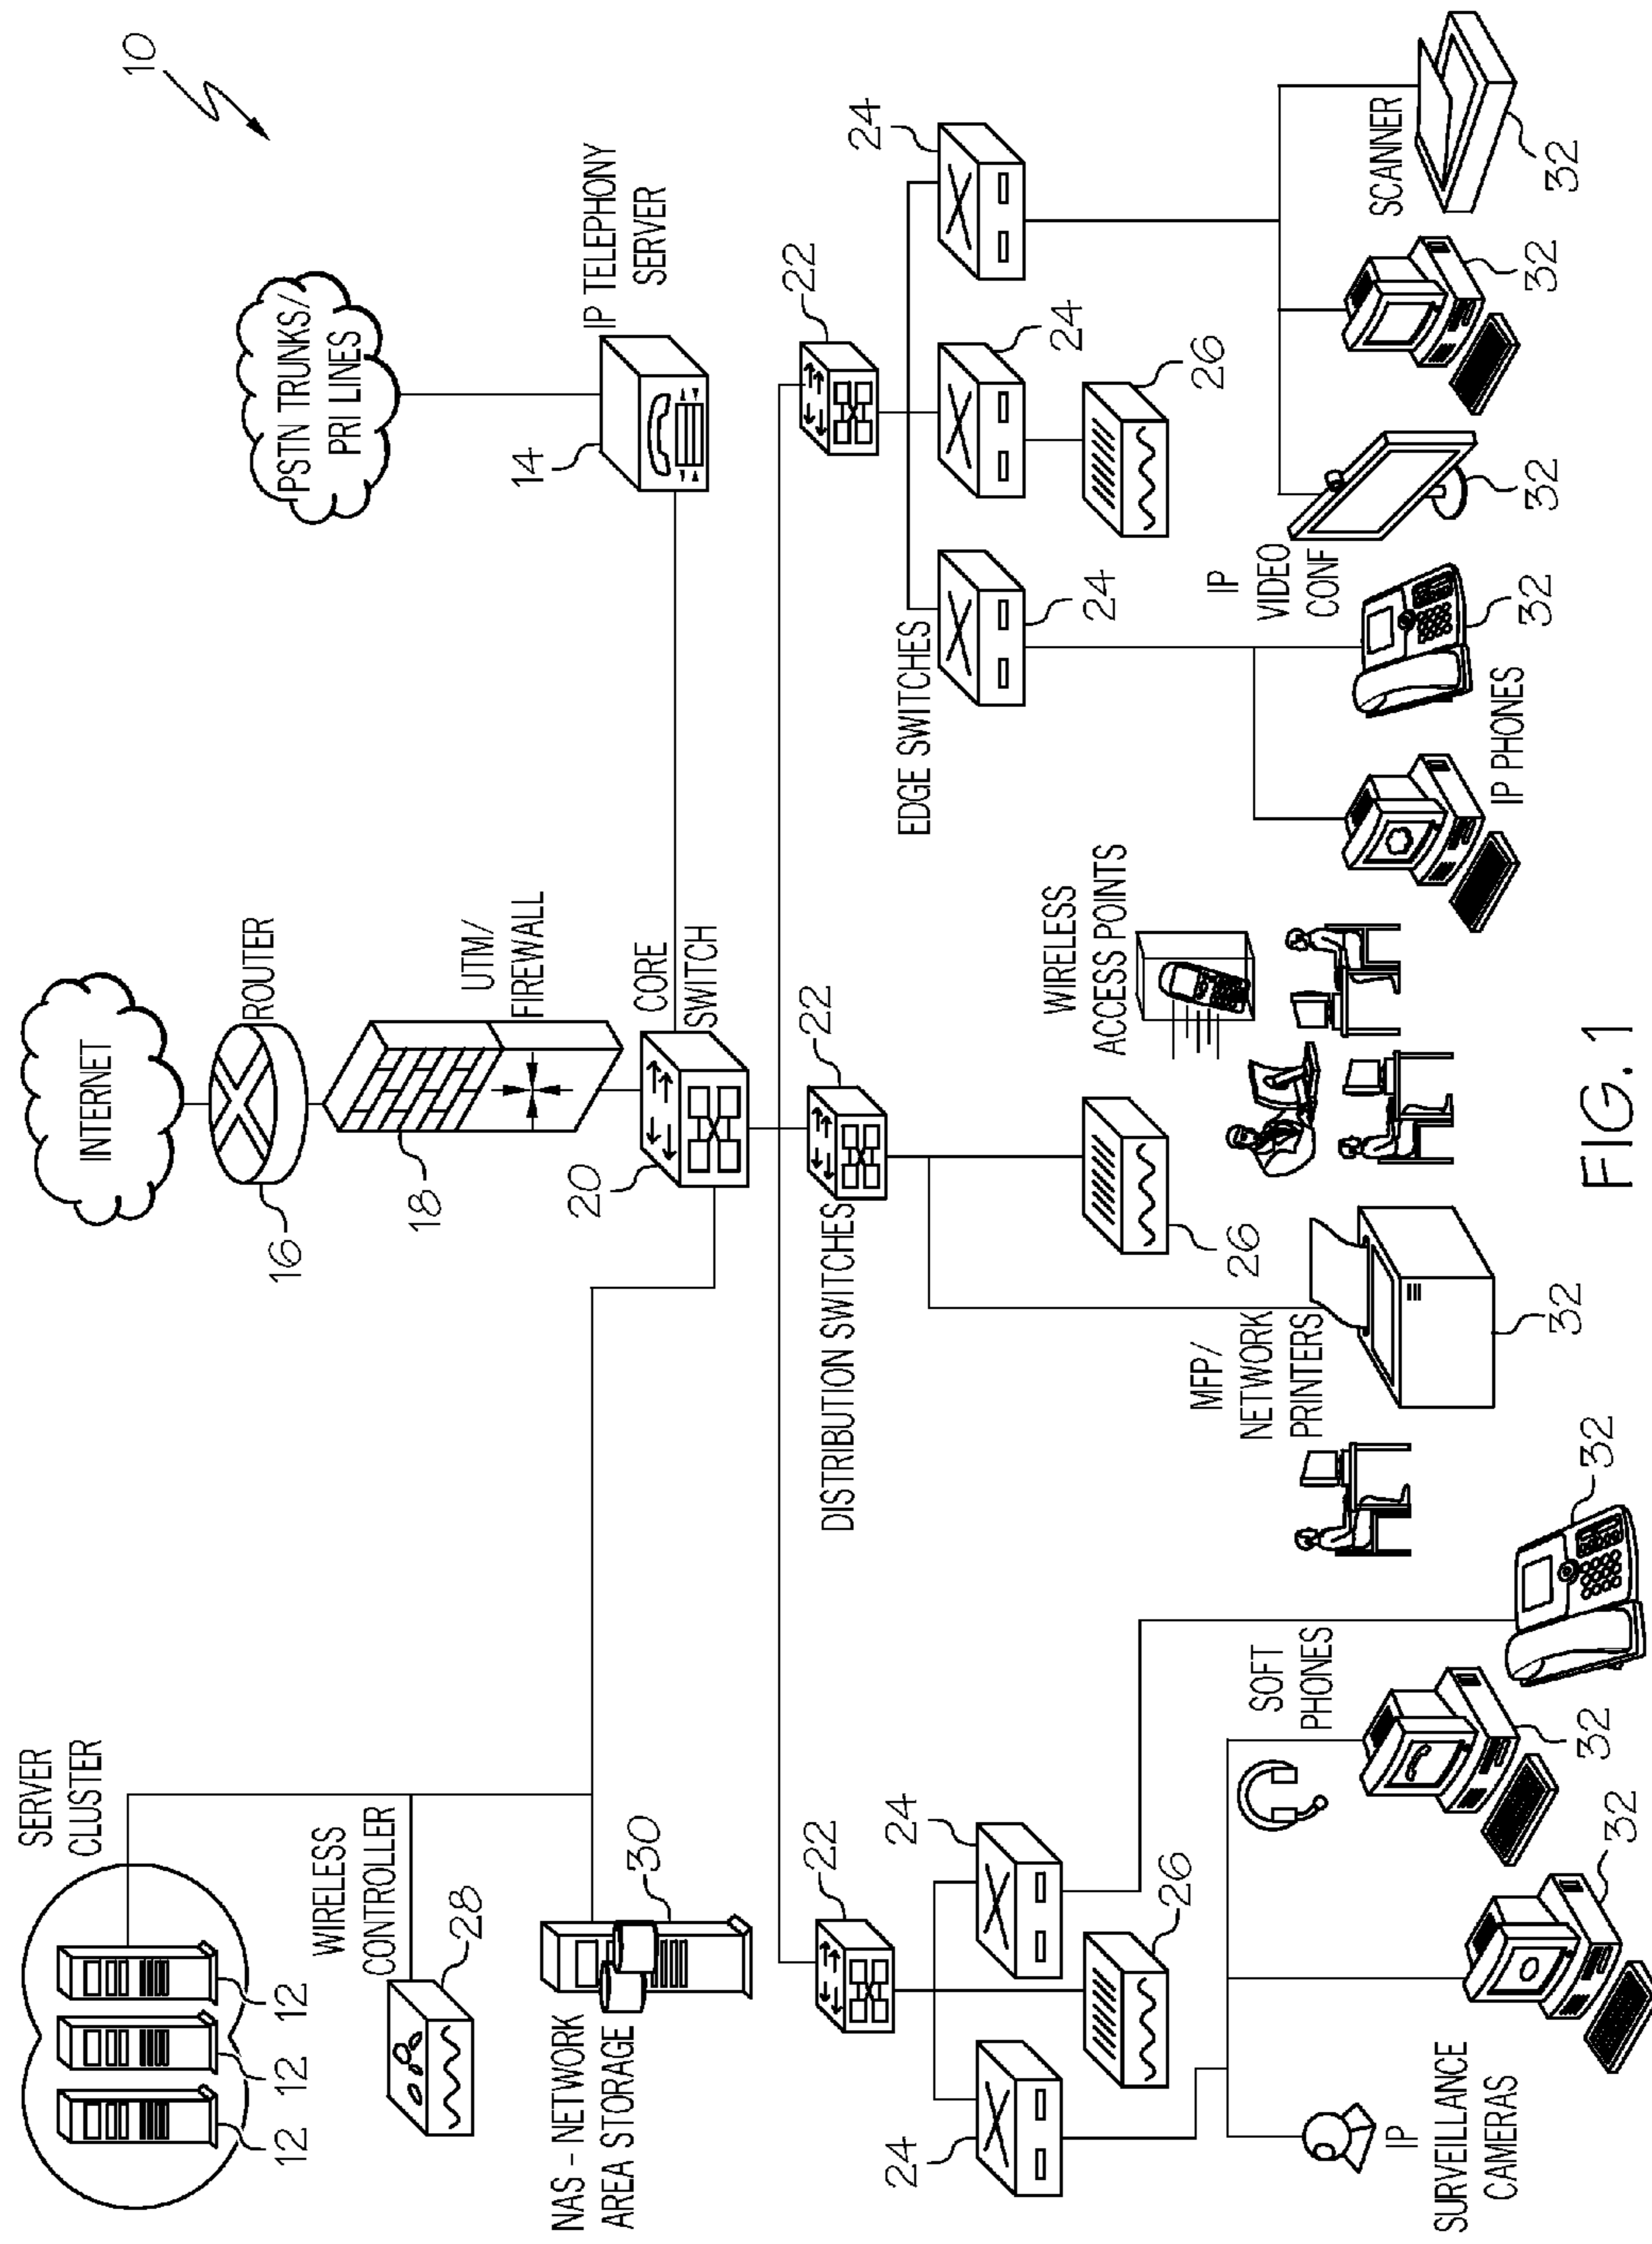 10
INTERNET
ROUTER
16
UTM/
FIREWALL
18
PSTN TRUNKS/
PRI LINES
IP TELEPHONY
SERVER
14
SERVER
CLUSTER
12
12
12
WIRELESS
CONTROLLER
28
NAS - NETWORK
AREA STORAGE
30
CORE
SWITCH
20
DISTRIBUTION SWITCHES
22
22
22
EDGE SWITCHES
24
24
24
24
24
26
26
26
WIRELESS
ACCESS POINTS
MFP/
NETWORK
PRINTERS
32
IP
SURVEILLANCE
CAMERAS
32
SOFT
PHONES
32
32
IP PHONES
32
IP
VIDEO
CONF
32
32
SCANNER
32
FIG. 1